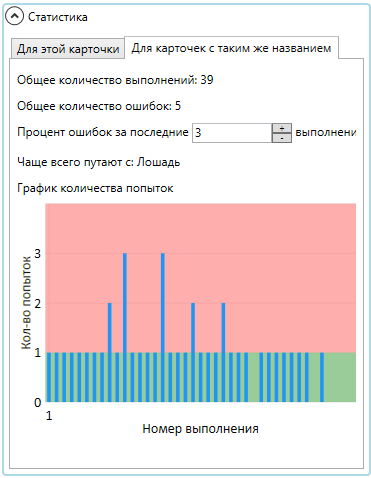 Статистика
Для этой карточки
Для карточек с таким же названием
Общее количество выполнений: 39
Общее количество ошибок: 5
Процент ошибок за последние 3 + - выполнени
Чаще всего путают с: Лошадь
График количества попыток
Кол-во попыток
3
2
1
0
1
Номер выполнения